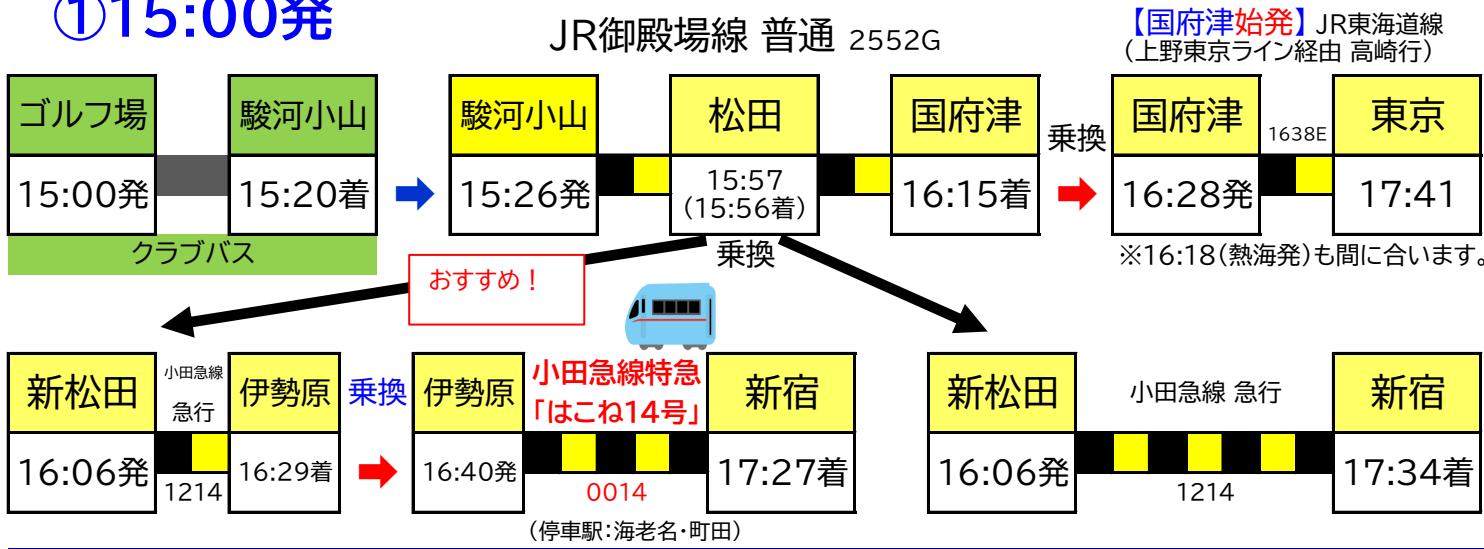 ①15:00発
JR御殿場線 普通 2552G
【国府津始発】JR東海道線
(上野東京ライン経由 高崎行)
ゴルフ場
駿河小山
駿河小山
松田
国府津
乗換
国府津
1638E
東京
15:00発
15:20着
15:26発
15:57
(15:56着)
16:15着
16:28発
17:41
クラブバス
乗換
※16:18(熱海発)も間に合います。
おすすめ！
新松田
小田急線
急行
伊勢原
乗換
伊勢原
小田急線特急
「はこね14号」
新宿
新松田
小田急線 急行
新宿
16:06発
1214
16:29着
16:40発
0014
17:27着
16:06発
1214
17:34着
(停車駅:海老名・町田)